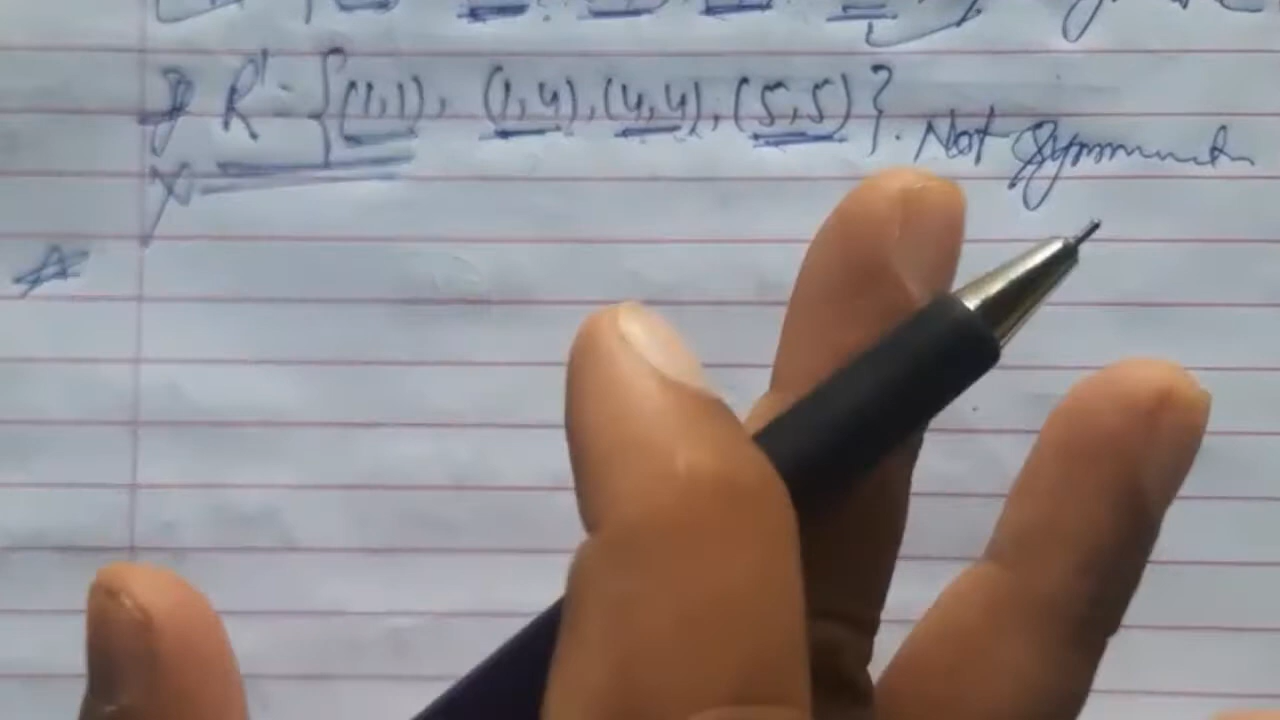 R' = {(1,1), (1,4), (4,4), (5,5)}. Not Symmetric